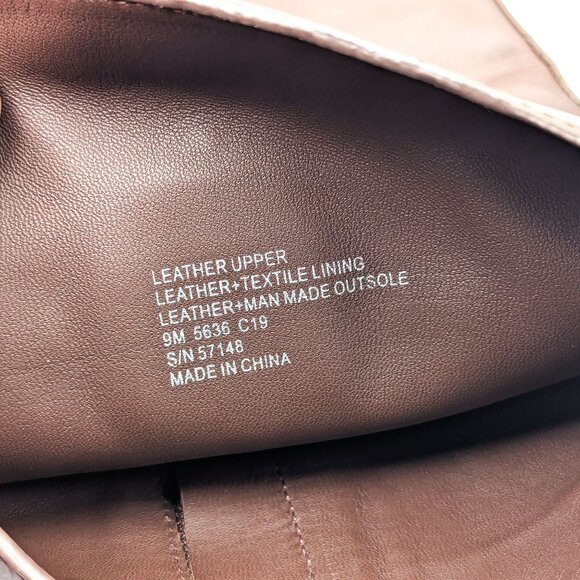 LEATHER UPPER
LEATHER+TEXTILE LINING
LEATHER+MAN MADE OUTSOLE
9M 5636 C19
S/N 57148
MADE IN CHINA